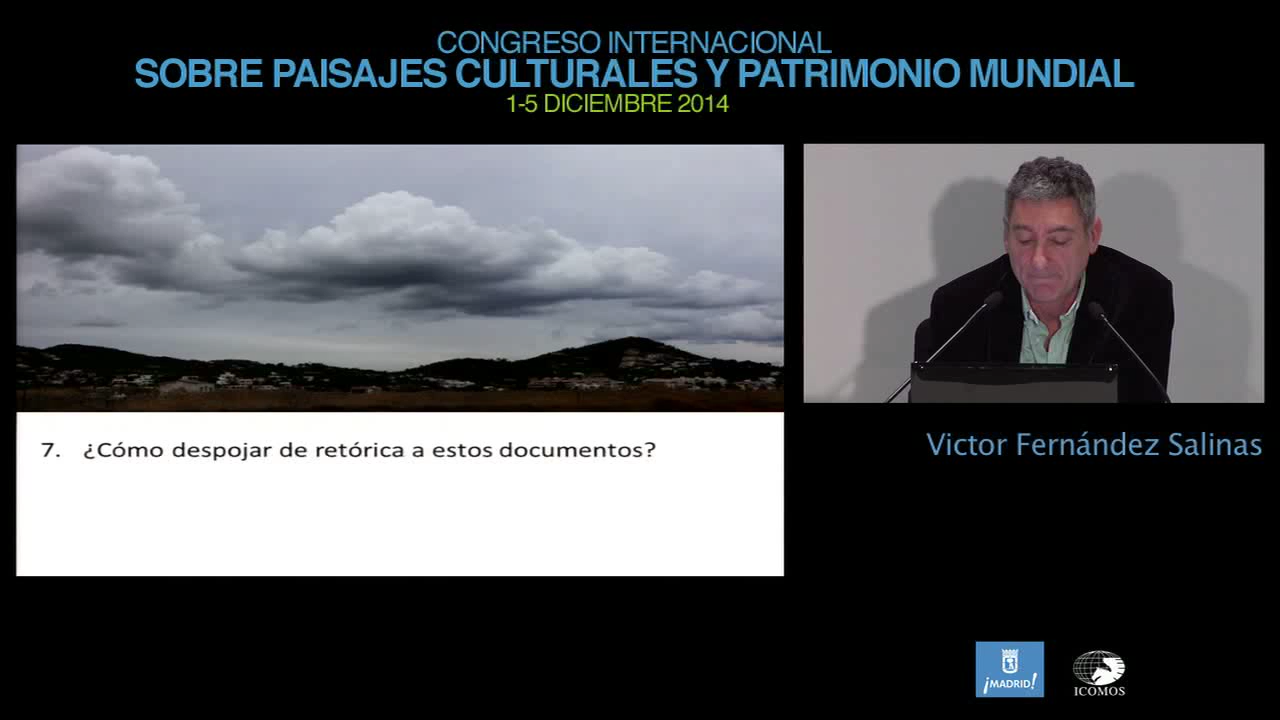 CONGRESO INTERNACIONAL
SOBRE PAISAJES CULTURALES Y PATRIMONIO MUNDIAL
1-5 DICIEMBRE 2014
7. ¿Cómo despojar de retórica a estos documentos?
Victor Fernández Salinas
¡MADRID!
ICOMOS